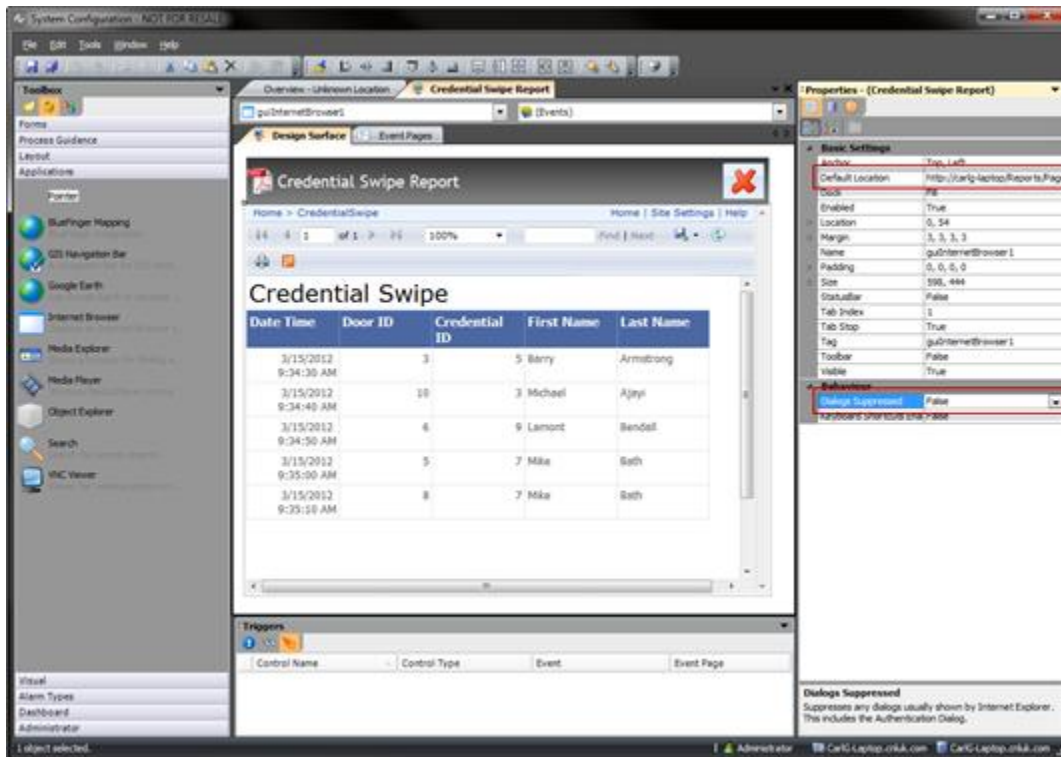 System Configuration - NOT FOR RESALE
File Edit Tools Window Help
Toolbox
Forms
Process Guidance
Layout
Applications
Pointer
BlueFinger Mapping
GIS Navigation Bar
Google Earth
Internet Browser
Media Explorer
Media Player
Object Explorer
Search
VNC Viewer
Visual
Alarm Types
Dashboard
Administrator
1 object selected.
Overview - Unknown Location
Credential Swipe Report
guiInternetBrowser1
(Events)
Design Surface
Event Pages
Credential Swipe Report
Home > CredentialSwipe
Home | Site Settings | Help
1 of 1
100%
Find | Next
Credential Swipe
Date Time Door ID Credential ID First Name Last Name
3/15/2012 9:34:30 AM 3 5 Barry Armstrong
3/15/2012 9:34:40 AM 10 3 Michael Ajayi
3/15/2012 9:34:50 AM 6 9 Lamont Bendell
3/15/2012 9:35:00 AM 5 7 Mike Bath
3/15/2012 9:35:10 AM 8 7 Mike Bath
Triggers
Control Name Control Type Event Event Page
Properties - (Credential Swipe Report)
Basic Settings
Anchor Top, Left
Default Location http://carlg-laptop/Reports/Pag
Dock Fill
Enabled True
Location 0, 54
Margin 3, 3, 3, 3
Name guiInternetBrowser1
Padding 0, 0, 0, 0
Size 598, 444
StatusBar False
Tab Index 1
Tab Stop True
Tag guiInternetBrowser1
Toolbar False
Visible True
Behaviour
Dialogs Suppressed False
Keyboard Shortcuts Ena False
Dialogs Suppressed
Suppresses any dialogs usually shown by Internet Explorer.
This includes the Authentication Dialog.
Administrator
CarlG-Laptop.cnluk.com
CarlG-Laptop.cnluk.com